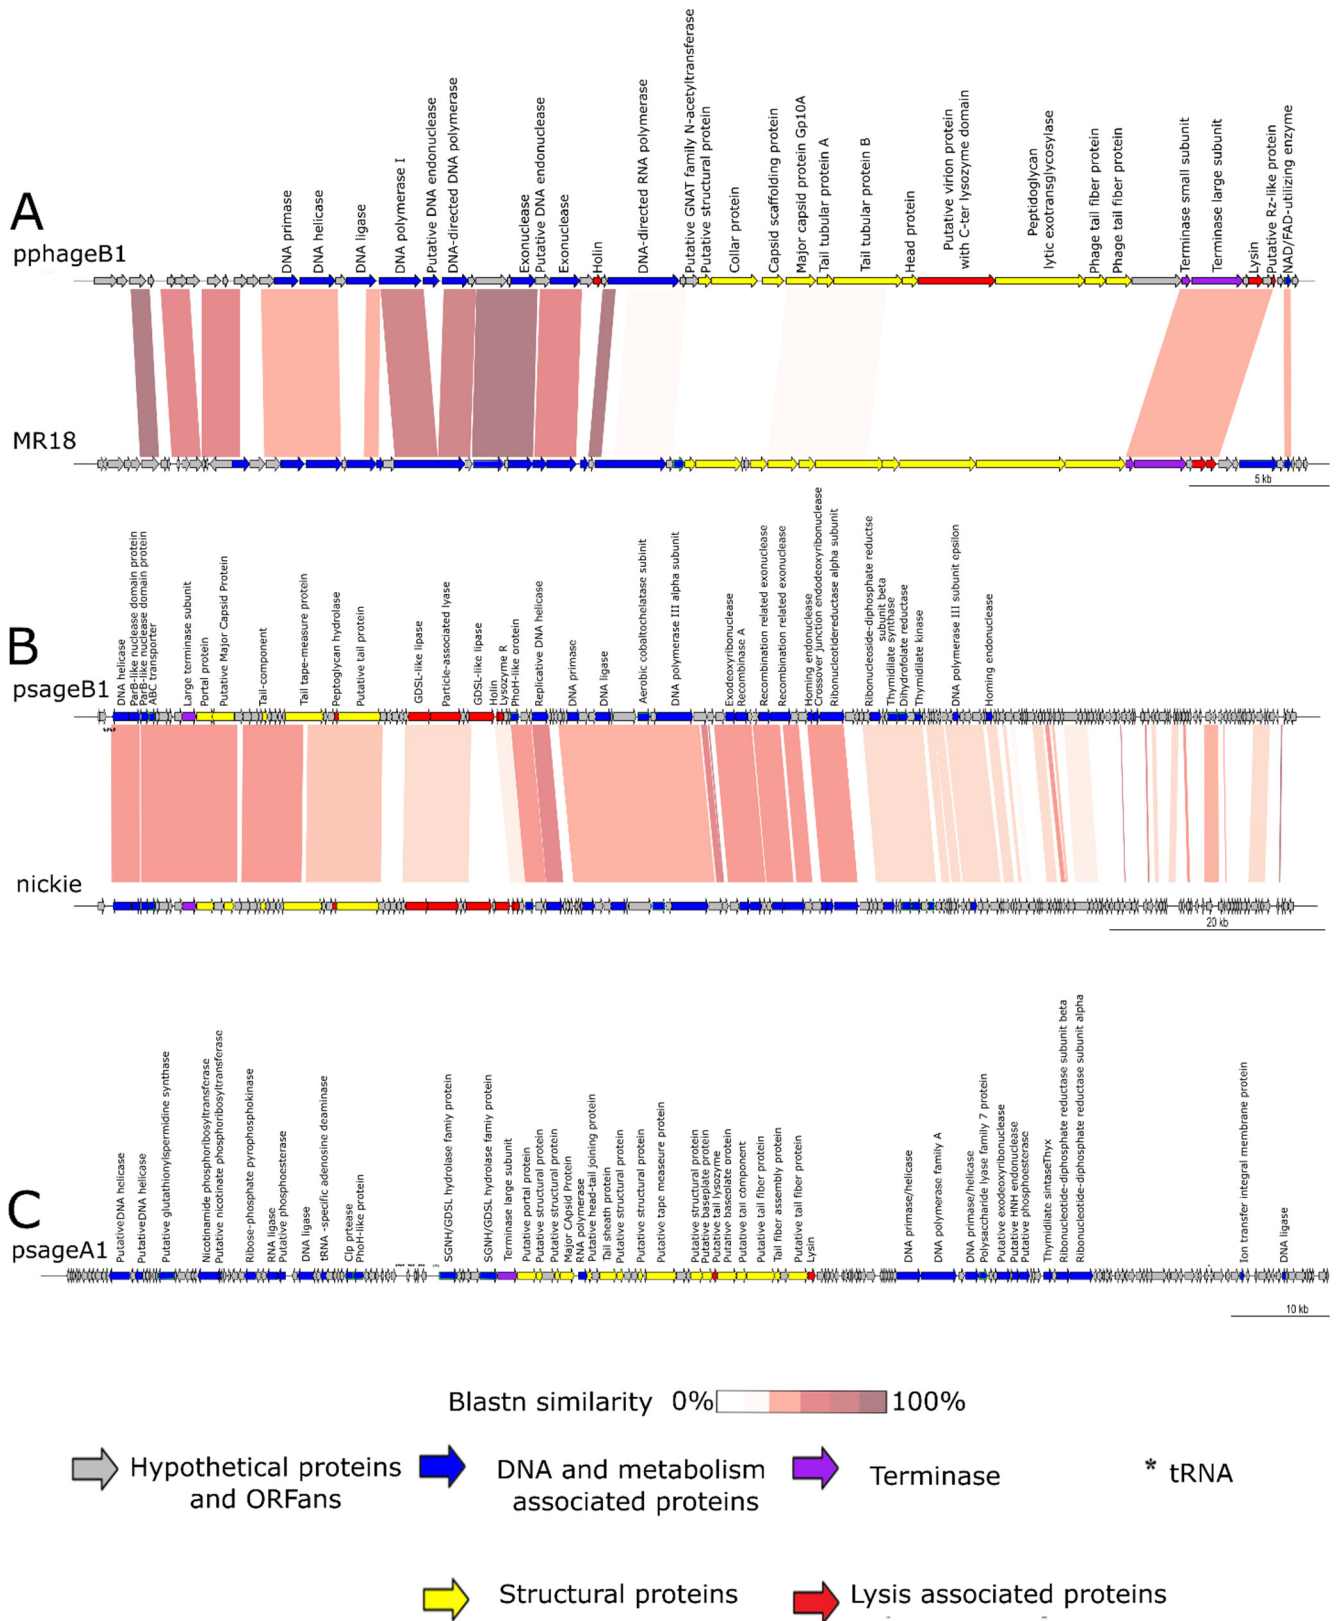 A
pphageB1
DNA primase
DNA helicase
DNA ligase
DNA polymerase I
Putative DNA endonuclease
DNA-directed DNA polymerase
Exonuclease
Putative DNA endonuclease
Exonuclease
Holin
DNA-directed RNA polymerase
Putative GNAT family N-acetyltransferase
Putative structural protein
Collar protein
Capsid scaffolding protein
Major capsid protein Gp10A
Tail tubular protein A
Tail tubular protein B
Head protein
Putative virion protein
with C-ter lysozyme domain
Peptidoglycan
lytic exotransglycosylase
Phage tail fiber protein
Phage tail fiber protein
Terminase small subunit
Terminase large subunit
Lysin
Putative Rz-like protein
NAD/FAD-utilizing enzyme
MR18
5 kb
B
psageB1
DNA helicase
ParB-like nuclease domain protein
ParB-like nuclease domain protein
ABC transporter
Large terminase subunit
Portal protein
Putative Major Capsid Protein
Tail-component
Tail tape-measure protein
Peptoglycan hydrolase
Putative tail protein
GDSL-like lipase
Particle-associated lyase
GDSL-like lipase
Holin
Lysozyme R
PhoH-like orotein
Replicative DNA helicase
DNA primase
DNA ligase
Aerobic cobaltochelatase subinit
DNA polymerase III alpha subunit
Exodeoxyribonuclease
Recombinase A
Recombination related exonuclease
Recombination related exonuclease
Homing endonuclease
Crossover junction endodeoxyribonuclease
Ribonucleotidereductase alpha subunit
Ribonucleoside-diphosphate reductse
subunit beta
Thymidilate synthase
Dihydrofolate reductase
Thymidilate kinase
DNA polymerase III subunit epsilon
Homing endonuclease
nickie
20 kb
C
psageA1
PutativeDNA helicase
PutativeDNA helicase
Putative glutathionylspermidine synthase
Nicotinamide phosphoribosyltransferase
Putative nicotinate phosphoribosyltransferase
Ribose-phosphate pyrophosphokinase
RNA ligase
Putative phosphoesterase
DNA ligase
tRNA -specific adenosine deaminase
Clp prtease
PhoH-like protein
SGNH/GDSL hydrolase famiy protein
SGNH/GDSL hydrolase famiy protein
Terminase large subunit
Putative portal protein
Putative structural protein
Putative structural protein
Major CApsid Protein
RNA polymerase
Putative head-tail joining protein
Tail sheath protein
Putative structural protein
Putative structural protein
Putative tape measeure protein
Putative structural protein
Putative baseplate protein
Putative tail lysozyme
Putative baseplate protein
Putative tail component
Putative tail fiber protein
Tail fiber assembly protein
Putative tail fiber protein
Lysin
DNA primase/helicase
DNA polymerase family A
DNA primase/helicase
Polysaccharide lyase family 7 protein
Putative exodeoxyribonuclease
Putative HNH endonuclease
Putative phosphoesterase
Thymidilate sintaseThyx
Ribonucleotide-diphosphate reductase subunit beta
Ribonucleotide-diphosphate reductase subunit alpha
Ion transfer integral membrane protein
DNA ligase
10 kb
Blastn similarity 0% 100%
Hypothetical proteins
and ORFans
DNA and metabolism
associated proteins
Terminase
* tRNA
Structural proteins
Lysis associated proteins